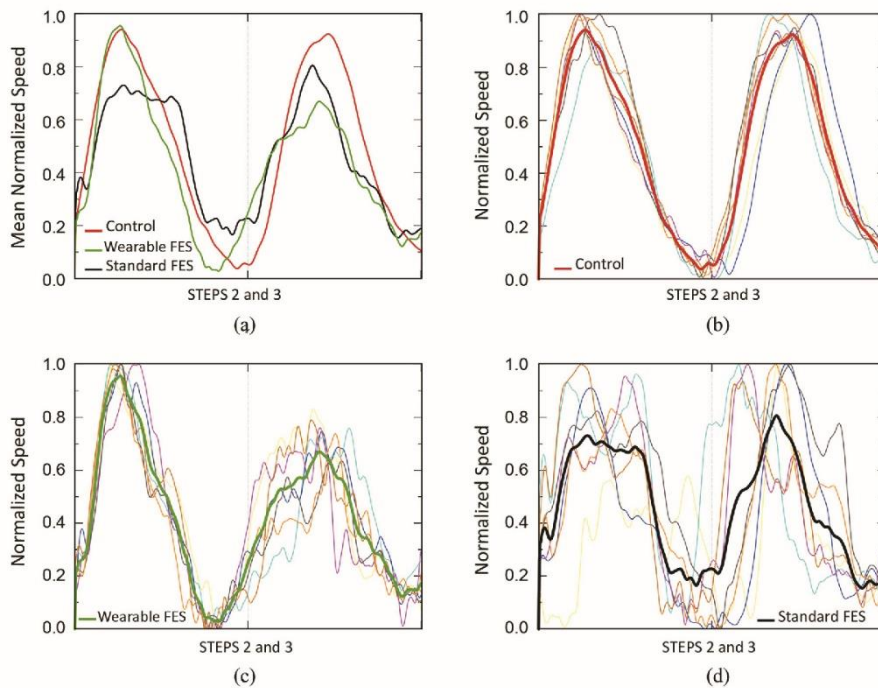 Mean Normalized Speed
1.0
0.8
0.6
0.4
0.2
0.0
Control
Wearable FES
Standard FES
STEPS 2 and 3
(a)
Normalized Speed
1.0
0.8
0.6
0.4
0.2
0.0
Control
STEPS 2 and 3
(b)
Normalized Speed
1.0
0.8
0.6
0.4
0.2
0.0
Wearable FES
STEPS 2 and 3
(c)
Normalized Speed
1.0
0.8
0.6
0.4
0.2
0.0
Standard FES
STEPS 2 and 3
(d)